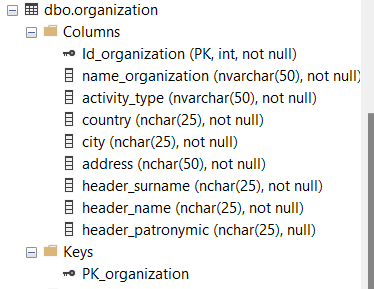 dbo.organization
Columns
Id_organization (PK, int, not null)
name_organization (nvarchar(50), not null)
activity_type (nvarchar(50), not null)
country (nchar(25), not null)
city (nchar(25), not null)
address (nchar(50), not null)
header_surname (nchar(25), not null)
header_name (nchar(25), not null)
header_patronymic (nchar(25), null)
Keys
PK_organization